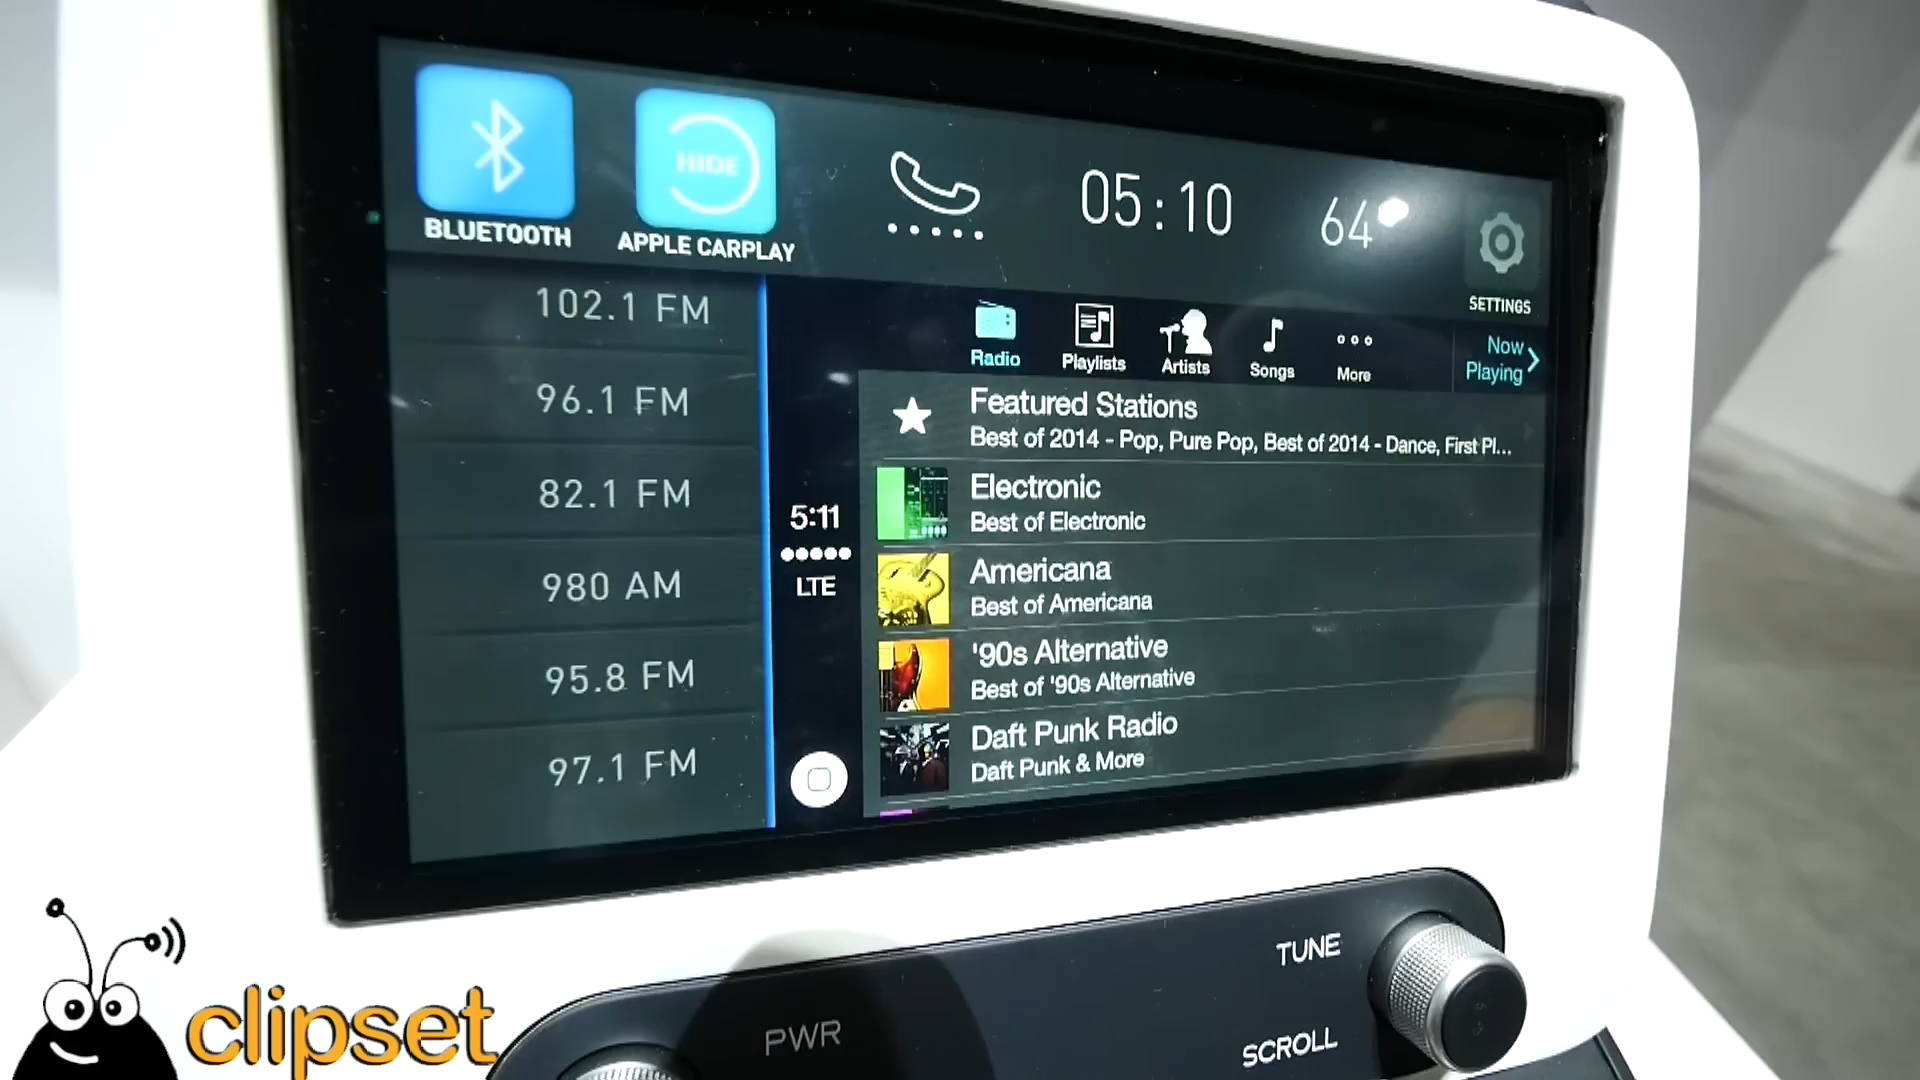 BLUETOOTH
HIDE
APPLE CARPLAY
05:10
64°
SETTINGS
102.1 FM
96.1 FM
82.1 FM
980 AM
95.8 FM
97.1 FM
5:11
LTE
Radio
Playlists
Artists
Songs
More
Now
Playing
Featured Stations
Best of 2014 - Pop, Pure Pop, Best of 2014 - Dance, First Pl...
Electronic
Best of Electronic
Americana
Best of Americana
'90s Alternative
Best of '90s Alternative
Daft Punk Radio
Daft Punk & More
TUNE
PWR
SCROLL
clipset